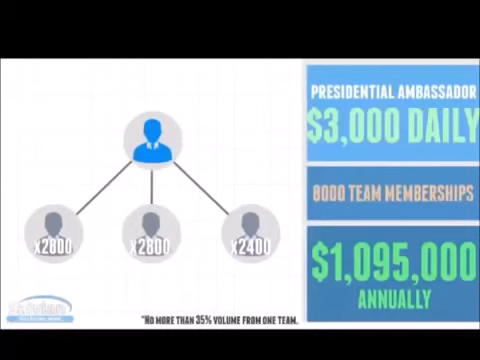 PRESIDENTIAL AMBASSADOR
$3,000 DAILY
8000 TEAM MEMBERSHIPS
x2800
x2800
x2400
$1,095,000
ANNUALLY
*NO MORE THAN 35% VOLUME FROM ONE TEAM.